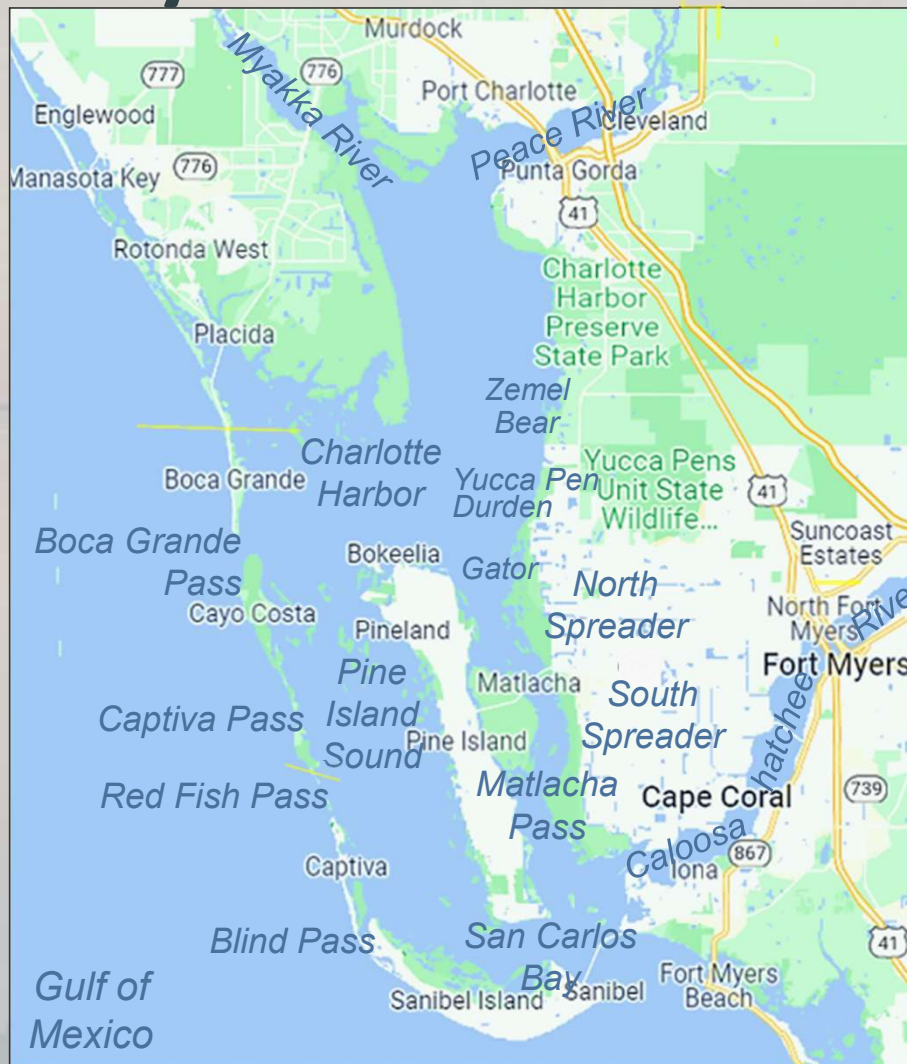 Murdock
777
776
Myakka River
Port Charlotte
Englewood
Peace River
Cleveland
Manasota Key
776
Punta Gorda
41
Rotonda West
Charlotte
Harbor
Preserve
State Park
Placida
Zemel
Bear
Charlotte
Harbor
Boca Grande
Yucca Pen
Durden
Yucca Pens
Unit State
Wildlife...
41
Suncoast
Estates
Boca Grande
Pass
Bokeelia
Gator
North
Spreader
Cayo Costa
North Fort
Myers
River
Pineland
Fort Myers
Pine
Island
Sound
Matlacha
South
Spreader
Captiva Pass
Pine Island
hatchee
Red Fish Pass
Matlacha
Pass
Cape Coral
739
Caloosa
867
Iona
Captiva
Blind Pass
San Carlos
Bay
41
Gulf of
Mexico
Sanibel Island
Sanibel
Fort Myers
Beach